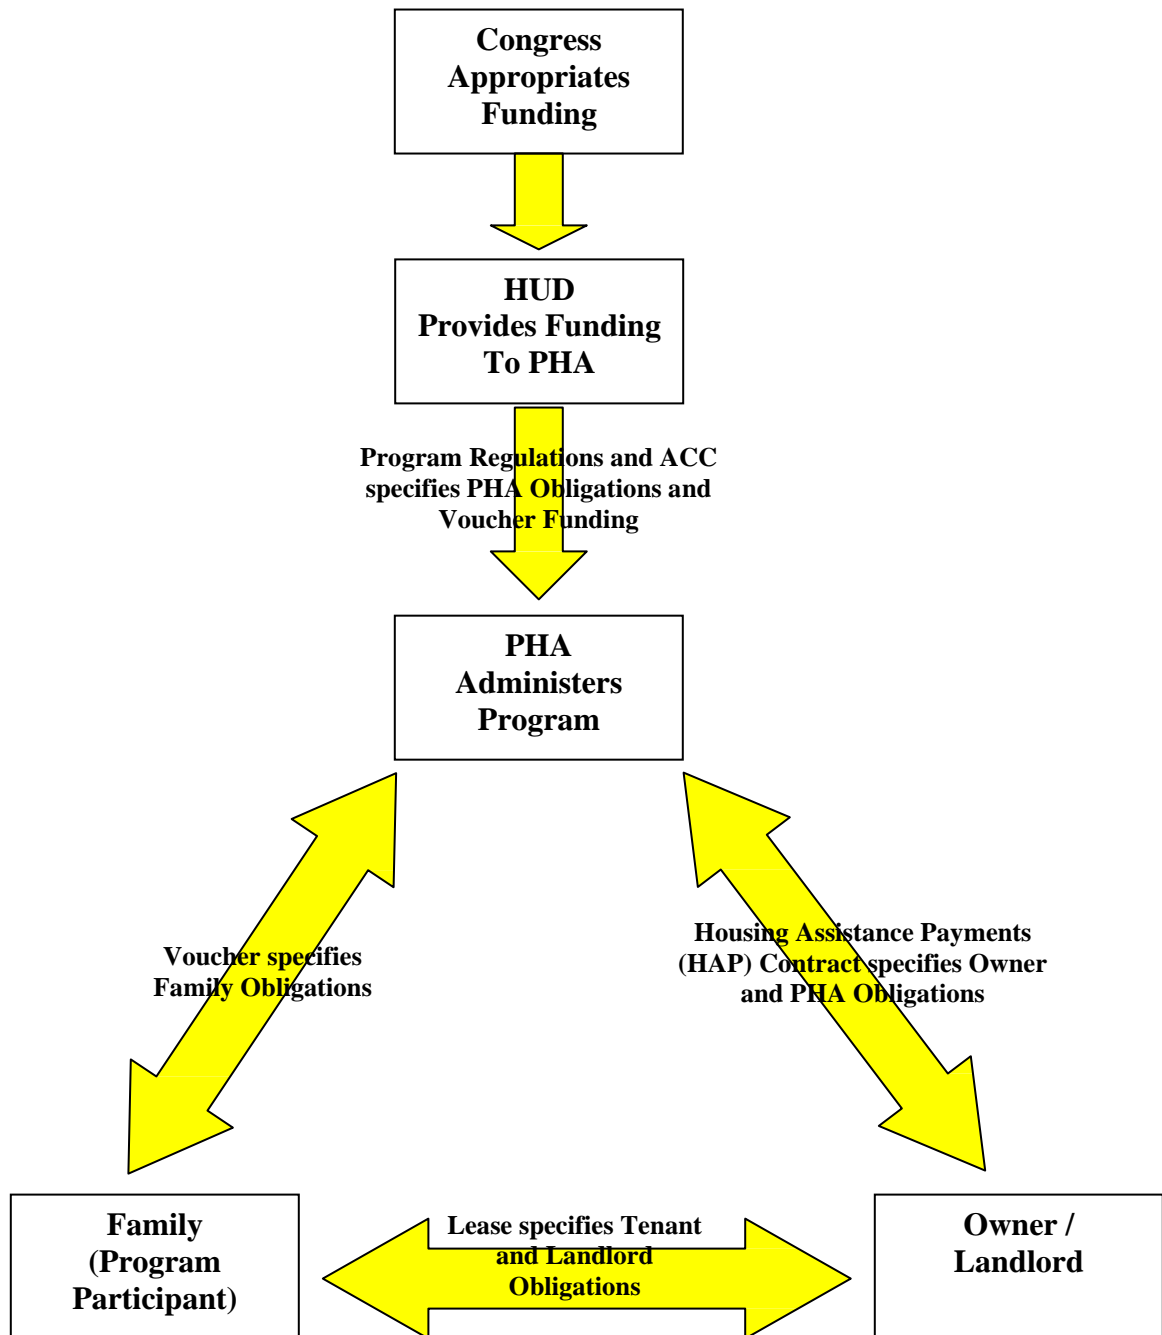 Congress
Appropriates
Funding
HUD
Provides Funding
To PHA
Program Regulations and ACC
specifies PHA Obligations and
Voucher Funding
PHA
Administers
Program
Voucher specifies
Family Obligations
Housing Assistance Payments
(HAP) Contract specifies Owner
and PHA Obligations
Family
(Program
Participant)
Lease specifies Tenant
and Landlord
Obligations
Owner /
Landlord